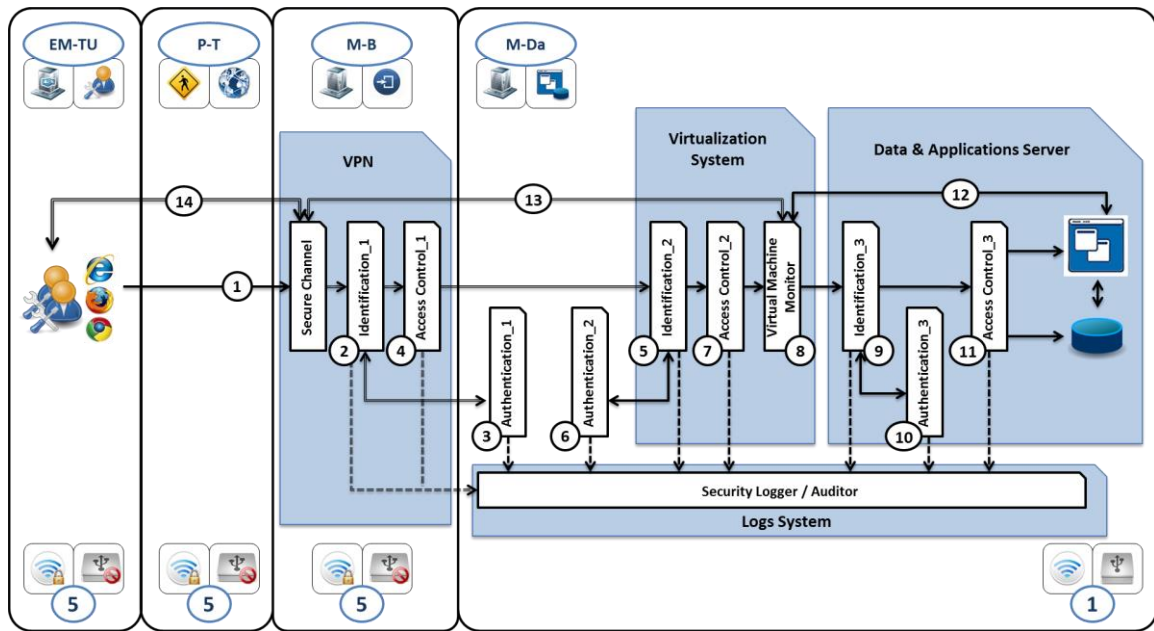 EM-TU
P-T
M-B
M-Da
VPN
Virtualization
System
Data & Applications Server
14
13
12
1
Secure Channel
Identification_1
Access Control_1
Identification_2
Access Control_2
Virtual Machine
Monitor
Identification_3
Access Control_3
2
4
5
7
8
9
11
Authentication_1
Authentication_2
Authentication_3
3
6
10
Security Logger / Auditor
Logs System
5
5
5
1